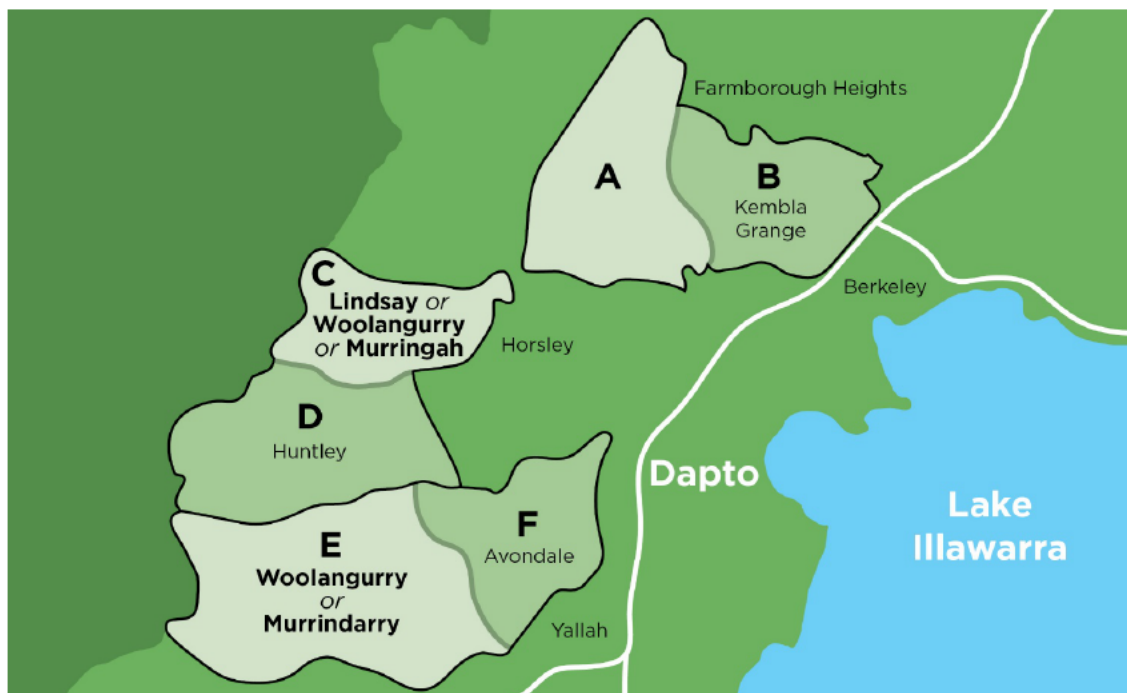 Farmborough Heights
A
B
Kembla
Grange
Berkeley
C
Lindsay or
Woolangurry
or Murringah
Horsley
D
Huntley
Dapto
Lake
Illawarra
E
Woolangurry
or
Murrindarry
F
Avondale
Yallah